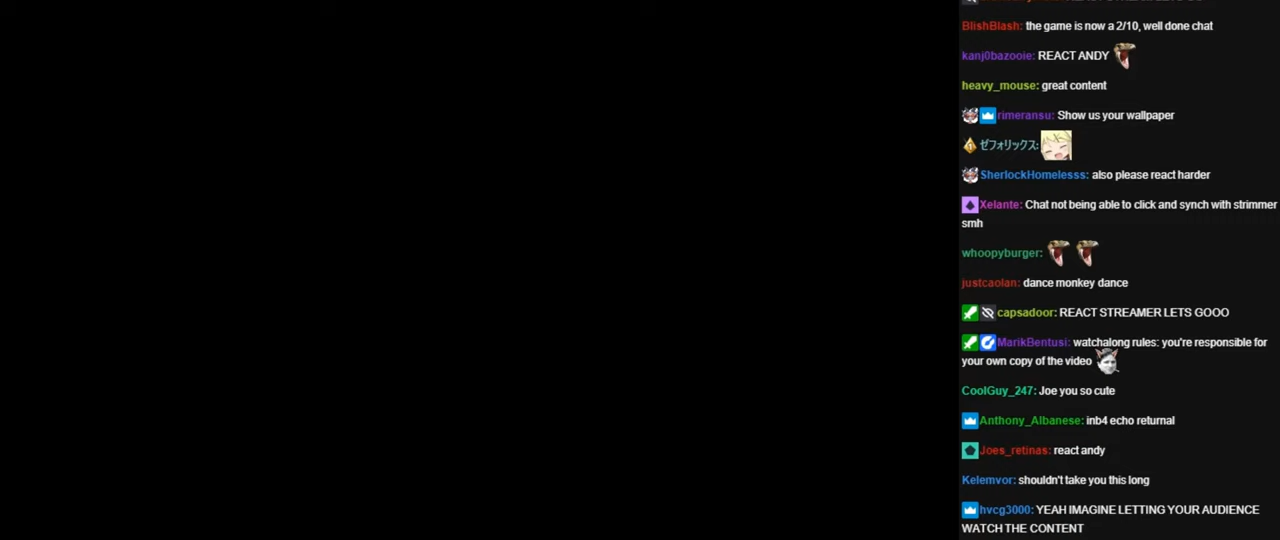 BlishBlash: the game is now a 2/10, well done chat
kanj0bazooie: REACT ANDY
heavy_mouse: great content
rimeransu: Show us your wallpaper
ゼフォリックス:
SherlockHomelesss: also please react harder
Xelante: Chat not being able to click and synch with strimmer
smh
whoopyburger:
justcaolan: dance monkey dance
capsadoor: REACT STREAMER LETS GOOO
MarikBentusi: watchalong rules: you're responsible for
your own copy of the video
CoolGuy_247: Joe you so cute
Anthony_Albanese: inb4 echo returnal
Joes_retinas: react andy
Kelemvor: shouldn't take you this long
hvcg3000: YEAH IMAGINE LETTING YOUR AUDIENCE
WATCH THE CONTENT